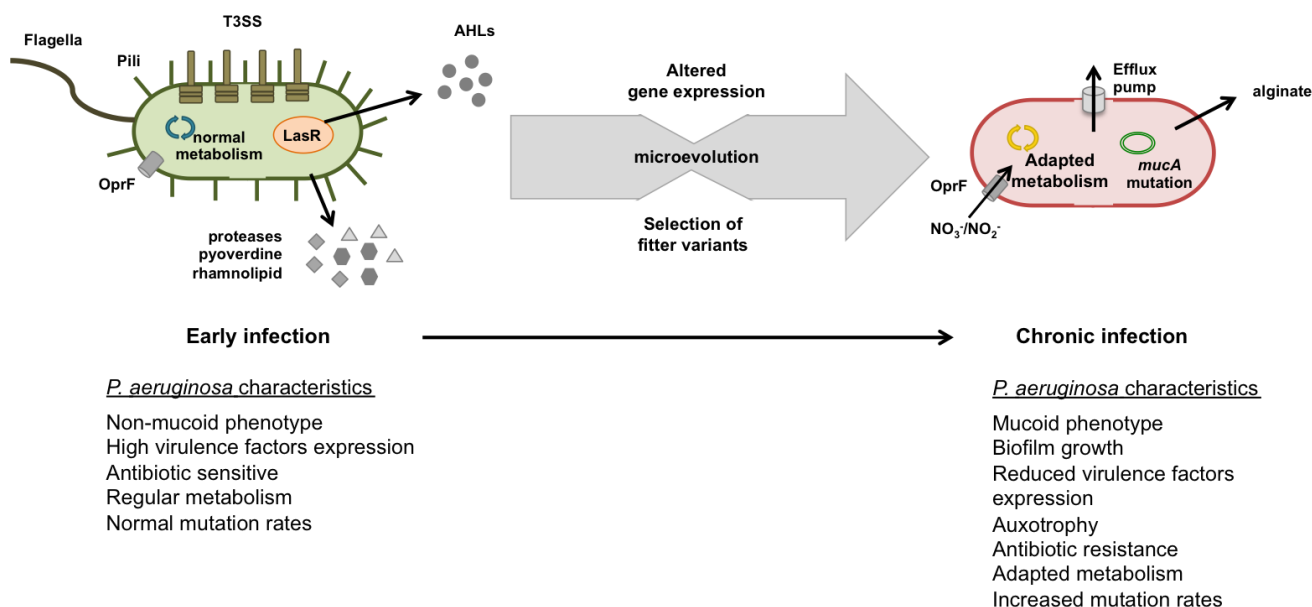 T3SS
Flagella
Pili
AHLs
normal
metabolism
LasR
OprF
proteases
pyoverdine
rhamnolipid
Altered
gene expression
microevolution
Selection of
fitter variants
Efflux
pump
alginate
Adapted
metabolism
mucA
mutation
OprF
NO₃⁻/NO₂⁻
Early infection
Chronic infection
P. aeruginosa characteristics
Non-mucoid phenotype
High virulence factors expression
Antibiotic sensitive
Regular metabolism
Normal mutation rates
P. aeruginosa characteristics
Mucoid phenotype
Biofilm growth
Reduced virulence factors
expression
Auxotrophy
Antibiotic resistance
Adapted metabolism
Increased mutation rates